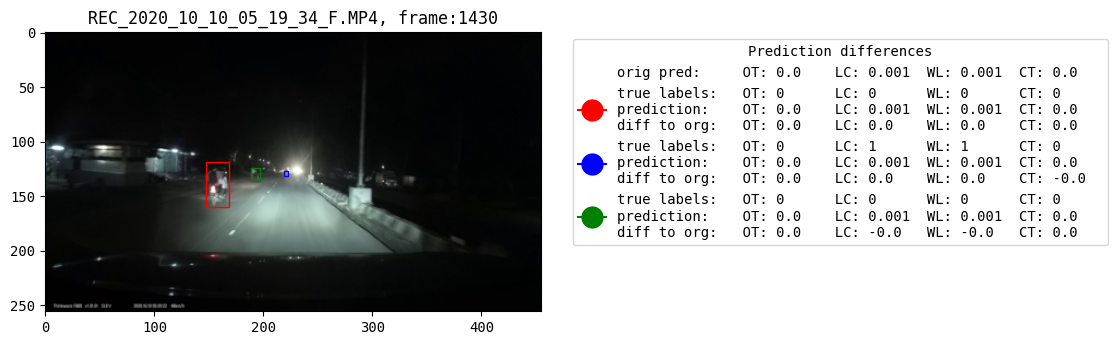 REC_2020_10_10_05_19_34_F.MP4, frame:1430
0
50
100
150
200
250
0 100 200 300 400
Prediction differences
orig pred: OT: 0.0 LC: 0.001 WL: 0.001 CT: 0.0
true labels: OT: 0 LC: 0 WL: 0 CT: 0
prediction: OT: 0.0 LC: 0.001 WL: 0.001 CT: 0.0
diff to org: OT: 0.0 LC: 0.0 WL: 0.0 CT: 0.0
true labels: OT: 0 LC: 1 WL: 1 CT: 0
prediction: OT: 0.0 LC: 0.001 WL: 0.001 CT: 0.0
diff to org: OT: 0.0 LC: 0.0 WL: 0.0 CT: -0.0
true labels: OT: 0 LC: 0 WL: 0 CT: 0
prediction: OT: 0.0 LC: 0.001 WL: 0.001 CT: 0.0
diff to org: OT: 0.0 LC: -0.0 WL: -0.0 CT: 0.0